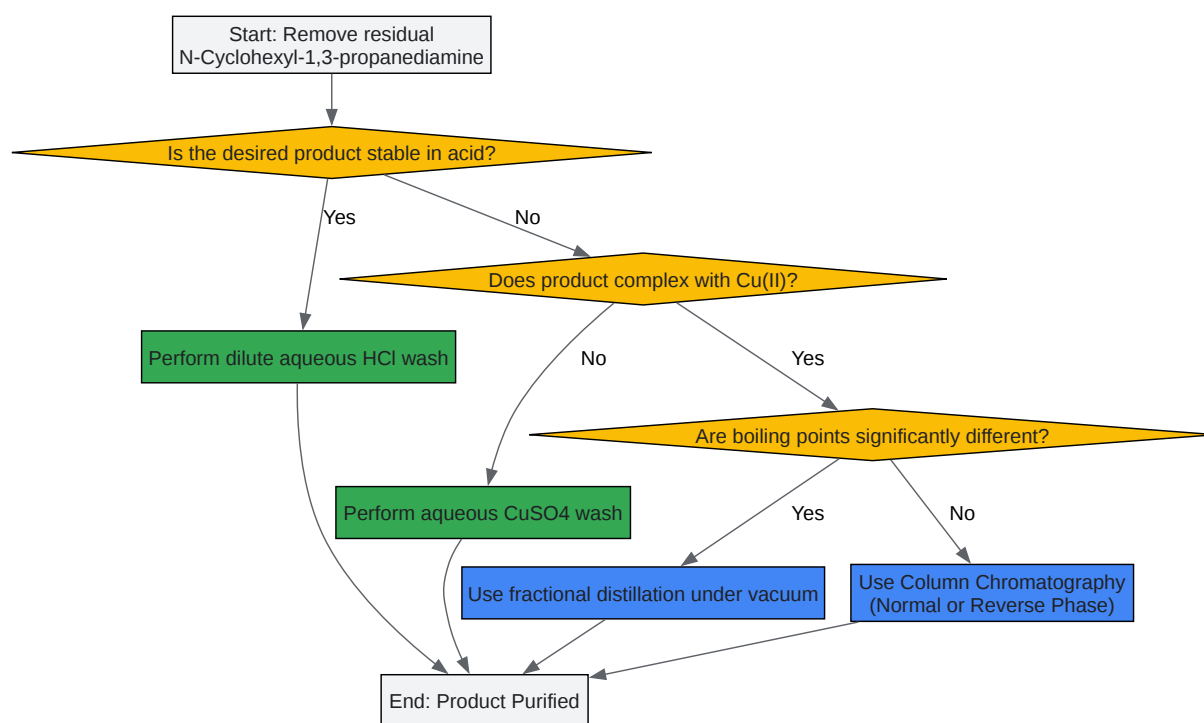 Start: Remove residual
N-Cyclohexyl-1,3-propanediamine
Is the desired product stable in acid?
Yes
No
Does product complex with Cu(II)?
Perform dilute aqueous HCl wash
No
Yes
Are boiling points significantly different?
Perform aqueous CuSO4 wash
Yes
No
Use fractional distillation under vacuum
Use Column Chromatography
(Normal or Reverse Phase)
End: Product Purified